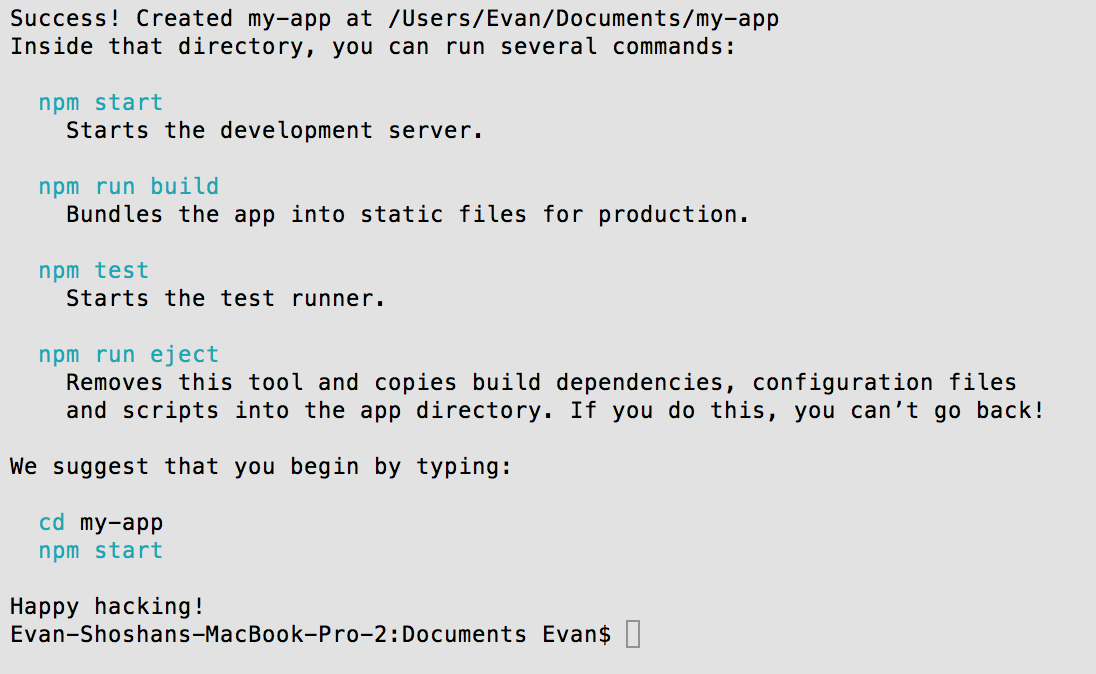 Success! Created my-app at /Users/Evan/Documents/my-app
Inside that directory, you can run several commands:
npm start
Starts the development server.
npm run build
Bundles the app into static files for production.
npm test
Starts the test runner.
npm run eject
Removes this tool and copies build dependencies, configuration files
and scripts into the app directory. If you do this, you can’t go back!
We suggest that you begin by typing:
cd my-app
npm start
Happy hacking!
Evan-Shoshans-MacBook-Pro-2:Documents Evan$